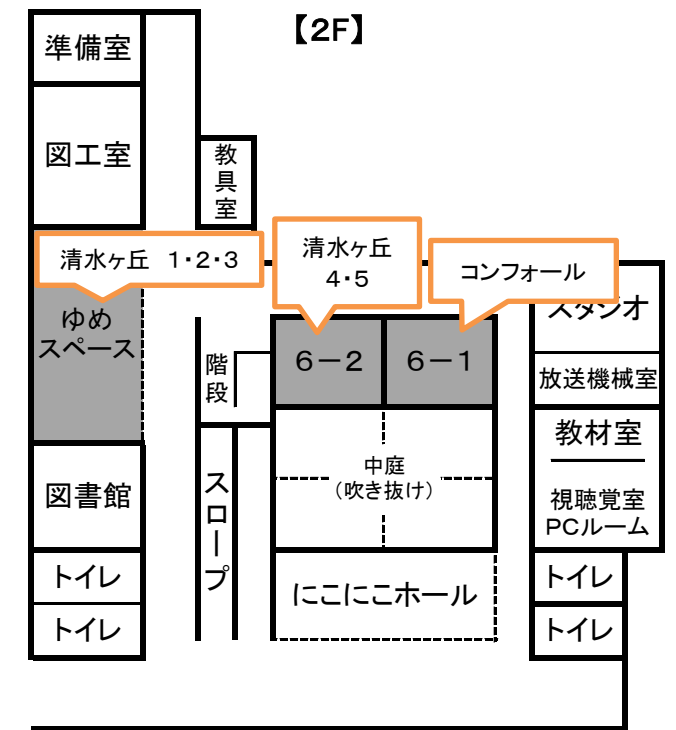 【2F】
準備室
図工室
教
具
室
清水ヶ丘 1・2・3
清水ヶ丘
4・5
コンフォール
ゆめ
スペース
スタジオ
階
段
6－2
6－1
放送機械室
教材室
中庭
(吹き抜け)
図書館
スロープ
視聴覚室
PCルーム
トイレ
にこにこホール
トイレ
トイレ
トイレ